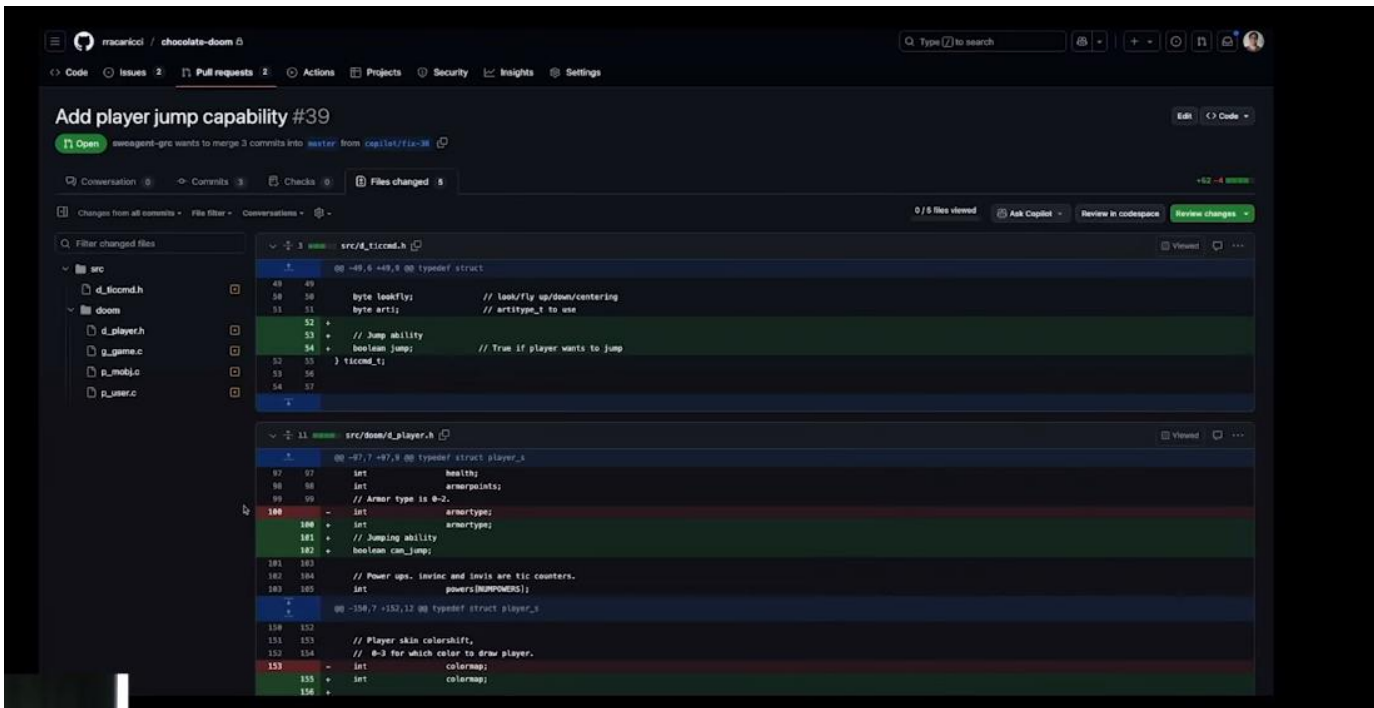 rracanicci / chocolate-doom
Type / to search
Code Issues 2 Pull requests 2 Actions Projects Security Insights Settings
Add player jump capability #39
Edit <> Code
Open sweagent-grc wants to merge 3 commits into master from copilot/fix-38
Conversation 0 Commits 3 Checks 0 Files changed 5 +62 -4
Changes from all commits File filter Conversations 0 / 5 files viewed Ask Copilot Review in codespace Review changes
Filter changed files
src
d_ticcmd.h
doom
d_player.h
g_game.c
p_mobj.c
p_user.c
3 src/d_ticcmd.h Viewed
@@ -49,6 +49,9 @@ typedef struct
49 49
50 50 byte lookfly; // look/fly up/down/centering
51 51 byte arti; // artitype_t to use
52 +
53 + // Jump ability
54 + boolean jump; // True if player wants to jump
52 55 } ticcmd_t;
53 56
54 57
11 src/doom/d_player.h Viewed
@@ -97,7 +97,9 @@ typedef struct player_s
97 97 int health;
98 98 int armorpoints;
99 99 // Armor type is 0-2.
100 - int armortype;
100 + int armortype;
101 + // Jumping ability
102 + boolean can_jump;
101 103
102 104 // Power ups. invinc and invis are tic counters.
103 105 int powers[NUMPOWERS];
@@ -150,7 +152,12 @@ typedef struct player_s
150 152
151 153 // Player skin colorshift,
152 154 // 0-3 for which color to draw player.
153 - int colormap;
155 + int colormap;
156 +